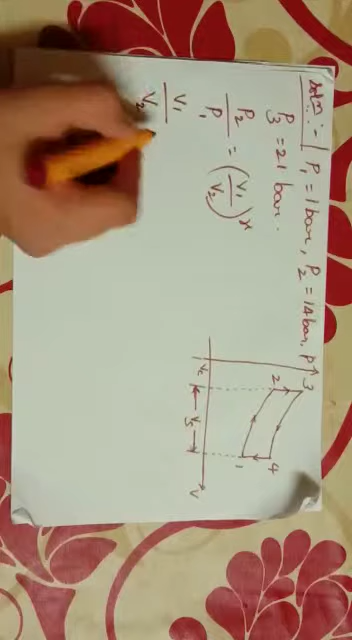 Soln :- P₁ = 1 bar, P₂ = 14 bar.
P₃ = 21 bar.
P₂/P₁ = (V₁/V₂)^γ
V₁/V₂
P
3
2
4
1
Vc
Vs
V